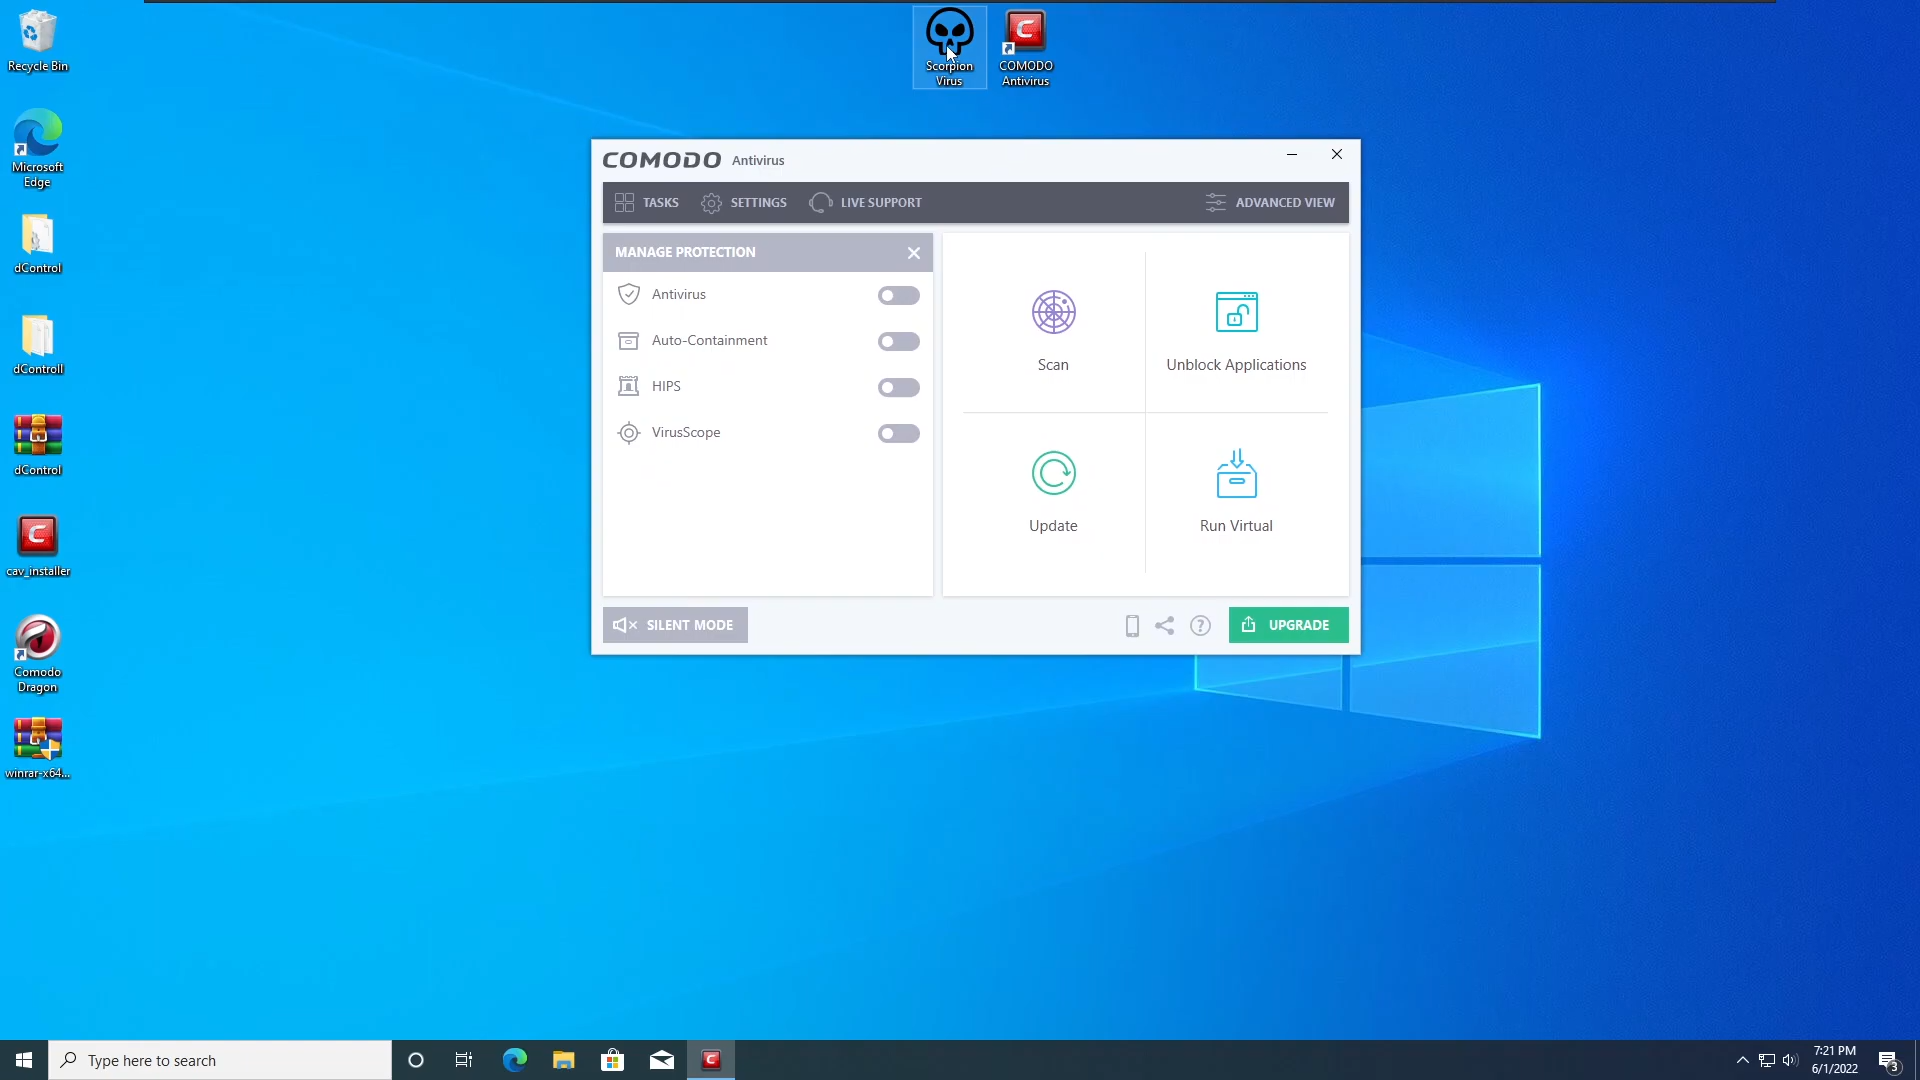 Recycle Bin
Microsoft
Edge
dControl
dControll
dControl
cav_installer
Comodo
Dragon
winrar-x64...
Scorpion
Virus
COMODO
Antivirus
COMODO Antivirus
TASKS
SETTINGS
LIVE SUPPORT
ADVANCED VIEW
MANAGE PROTECTION
Antivirus
Auto-Containment
HIPS
VirusScope
Scan
Unblock Applications
Update
Run Virtual
SILENT MODE
UPGRADE
Type here to search
7:21 PM
6/1/2022
3